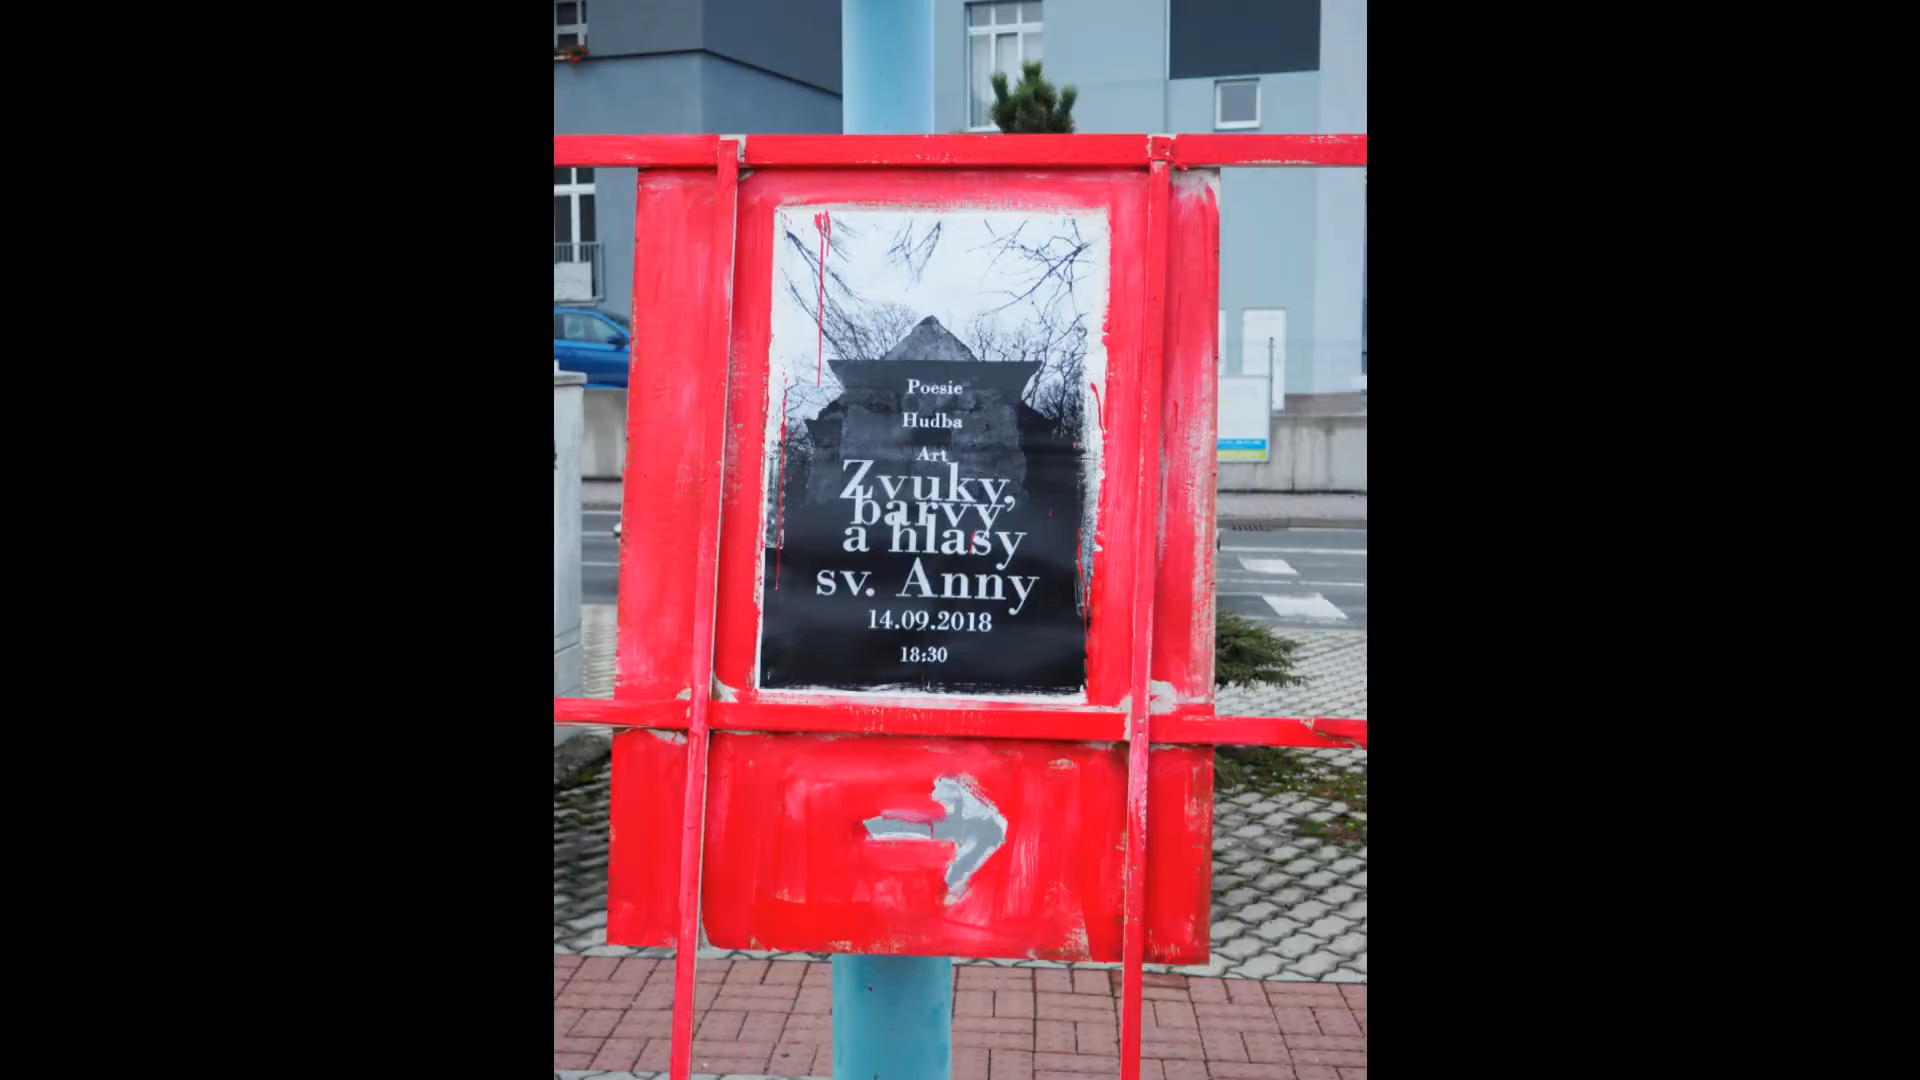 Poesie
Hudba
Art
Zvuky,
barvy,
a hlasy
sv. Anny
14.09.2018
18:30